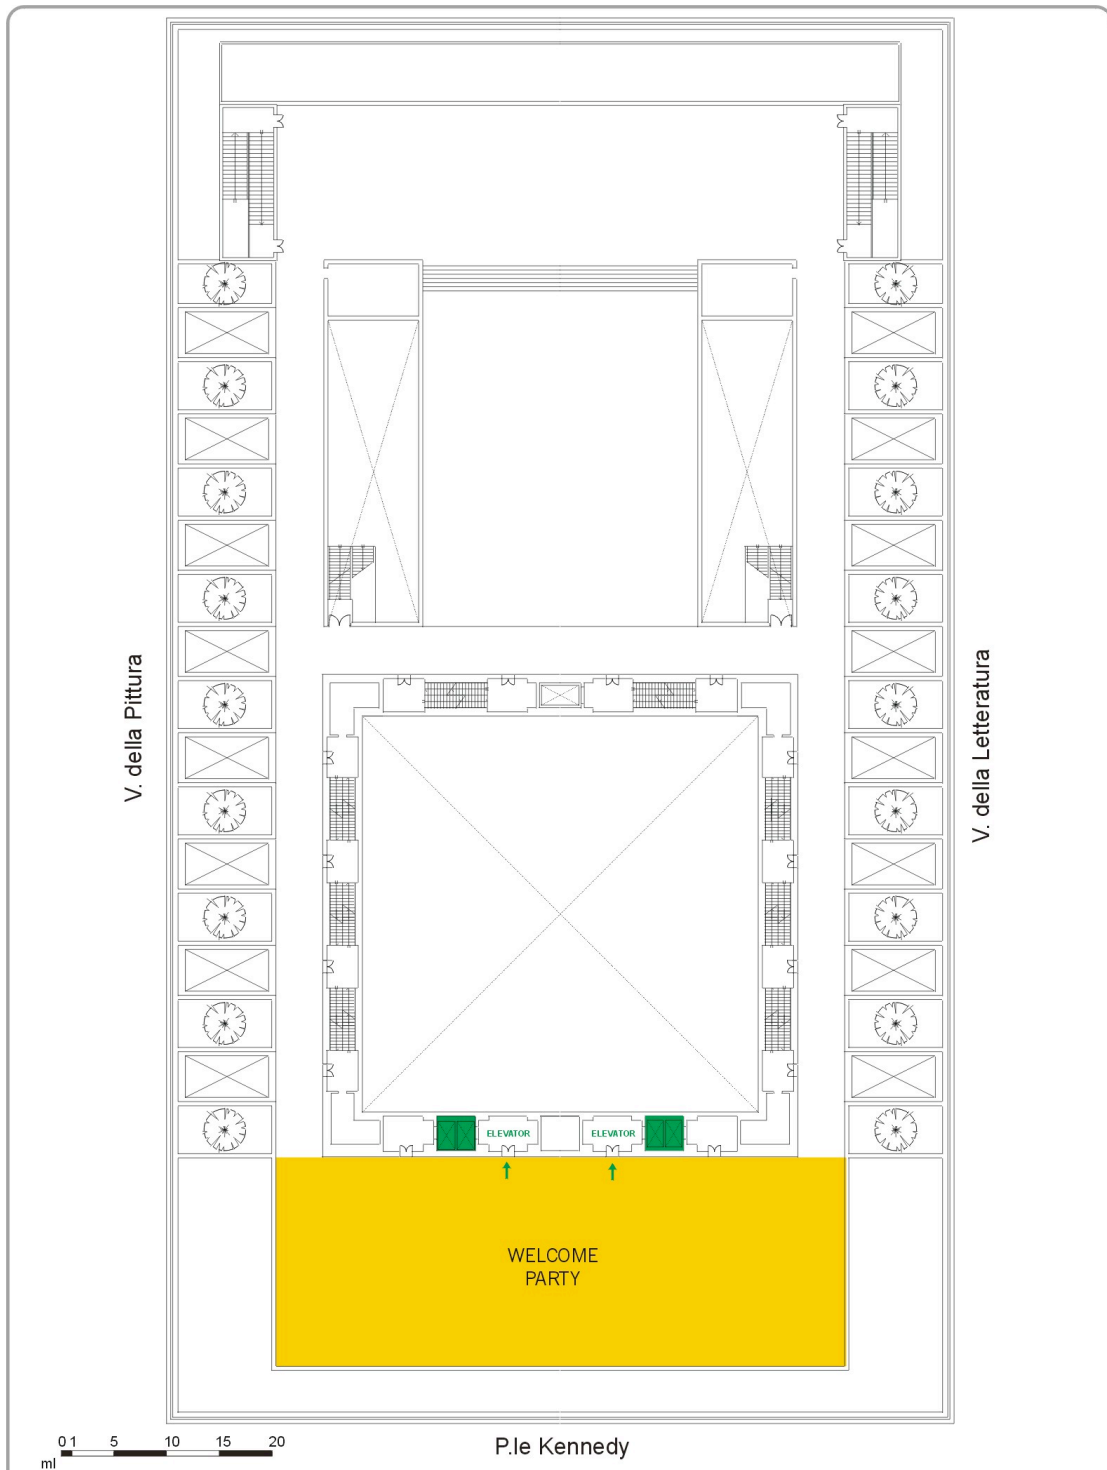 V. della Pittura
V. della Letteratura
ELEVATOR
ELEVATOR
WELCOME
PARTY
0 1 5 10 15 20
ml
P.le Kennedy